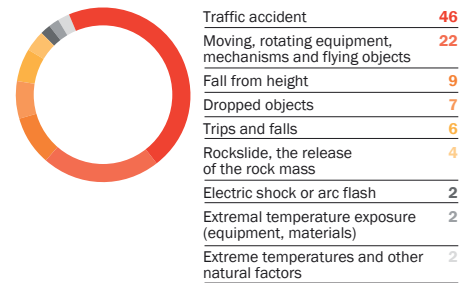 Traffic accident 46
Moving, rotating equipment, 22
mechanisms and flying objects
Fall from height 9
Dropped objects 7
Trips and falls 6
Rockslide, the release 4
of the rock mass
Electric shock or arc flash 2
Extremal temperature exposure 2
(equipment, materials)
Extreme temperatures and other 2
natural factors